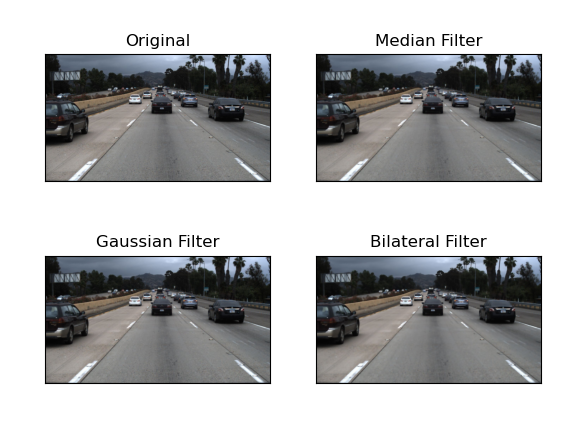 Original
Median Filter
Gaussian Filter
Bilateral Filter